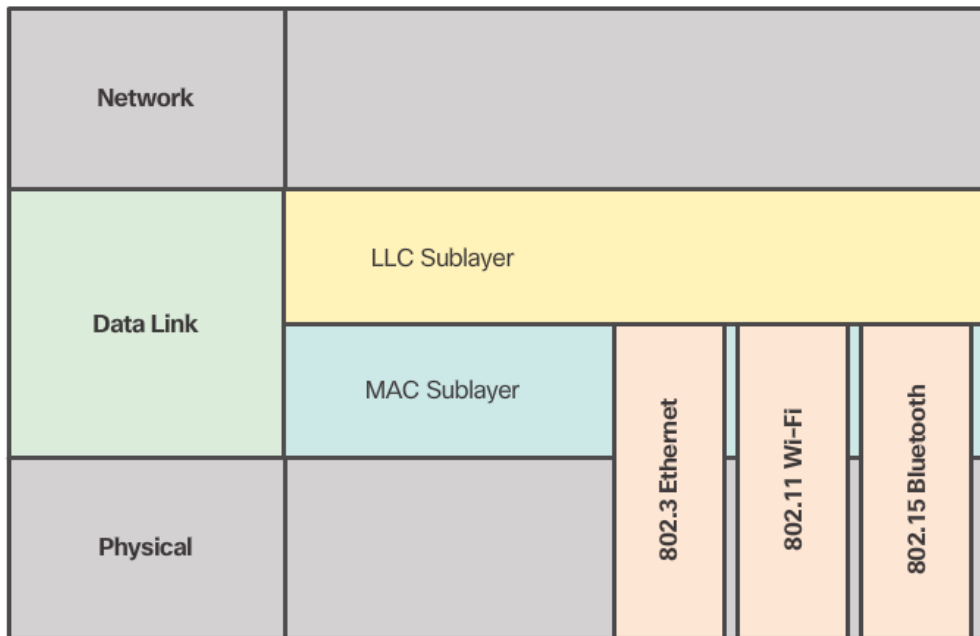 Network
LLC Sublayer
Data Link
MAC Sublayer
802.3 Ethernet
802.11 Wi-Fi
802.15 Bluetooth
Physical